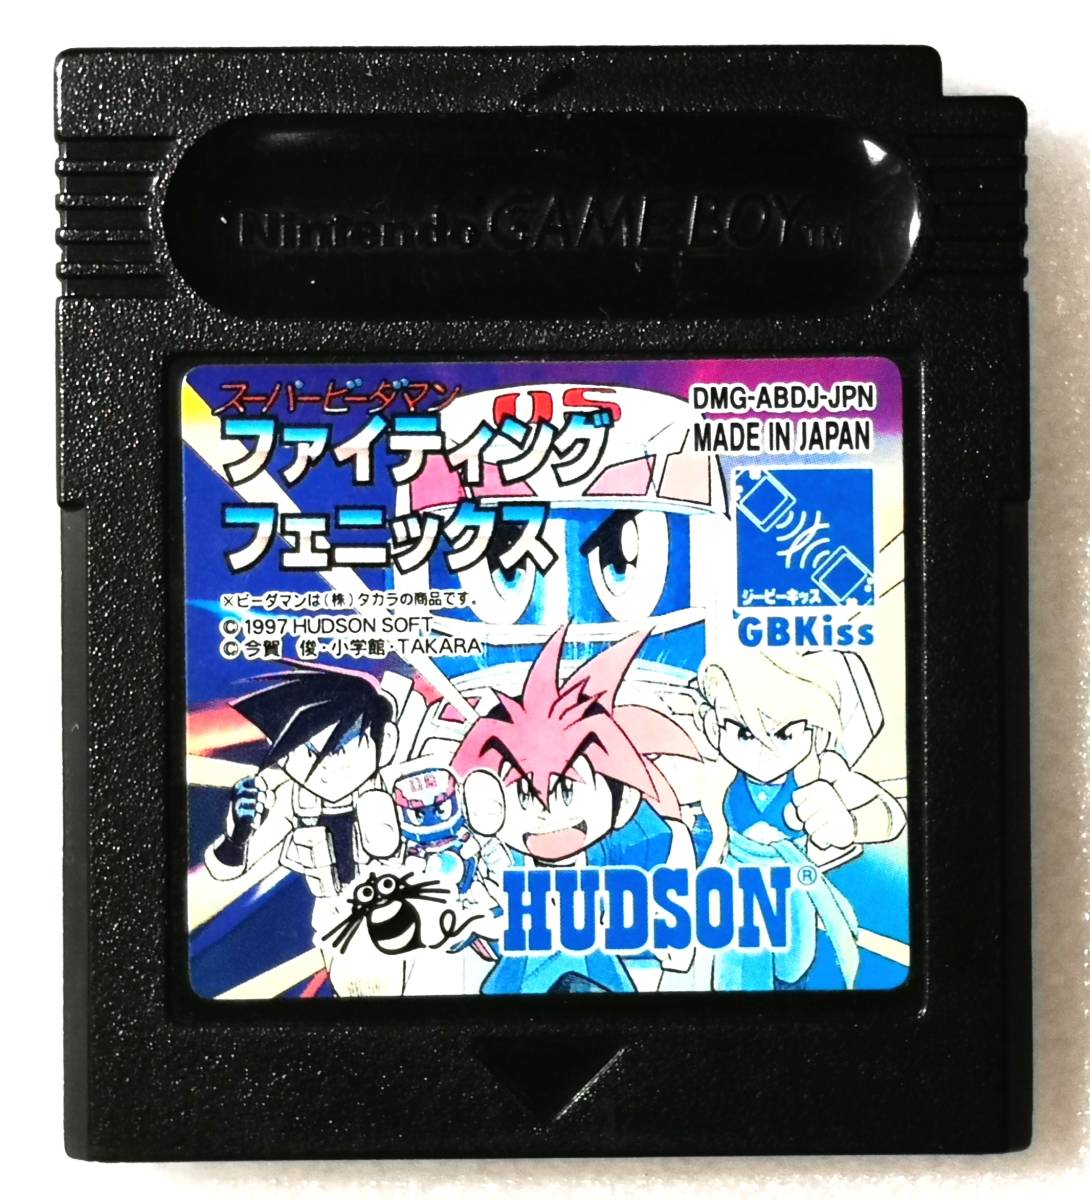 Nintendo GAME BOY TM
スーパービーダマン
ファイティング
フェニックス
DMG-ABDJ-JPN
MADE IN JAPAN
ジービーキッス
GBKiss
※ビーダマンは(株)タカラの商品です。
© 1997 HUDSON SOFT
© 今賀 俊・小学館・TAKARA
HUDSON®